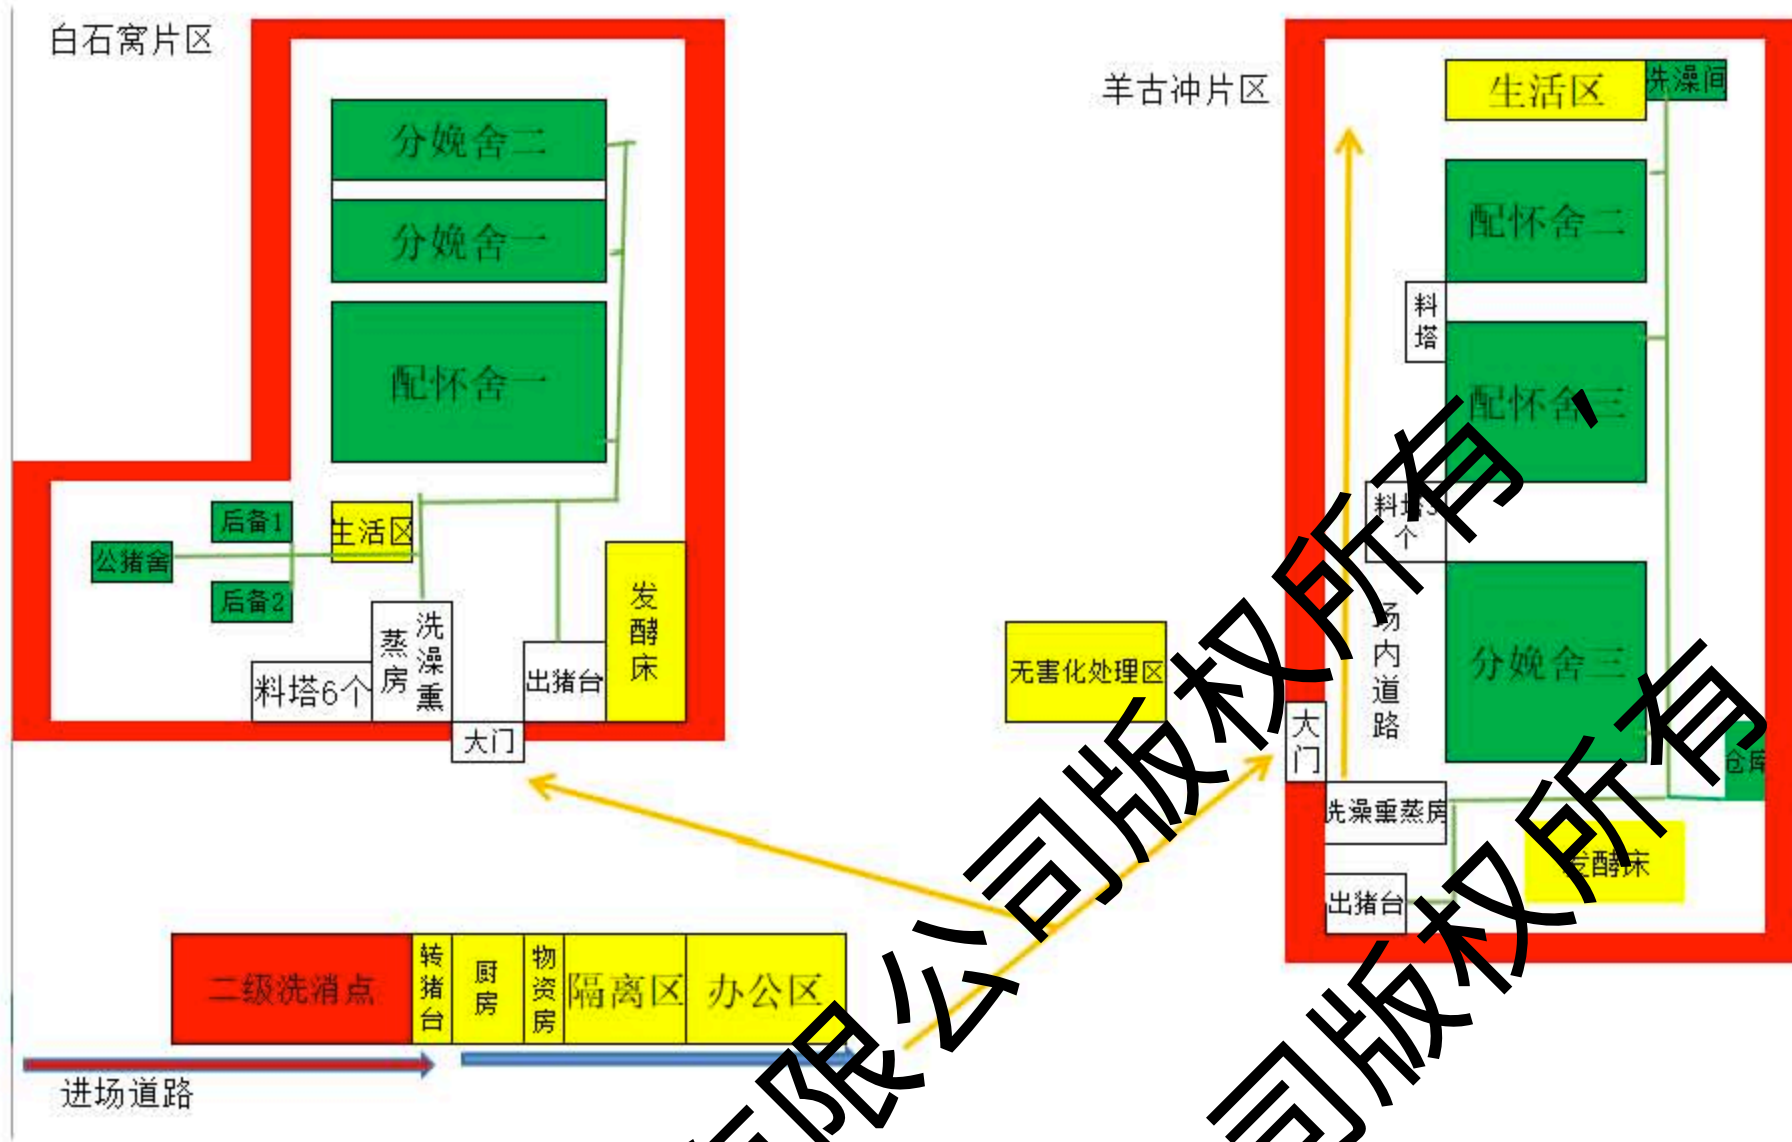 白石窝片区
分娩舍二
分娩舍一
配怀舍一
后备1
公猪舍
后备2
生活区
洗澡熏
蒸房
料塔6个
出猪台
发酵床
大门
羊古冲片区
生活区
洗澡间
配怀舍二
料塔
配怀舍三
个
分娩舍三
场内道路
无害化处理区
大门
仓库
洗澡重蒸房
发酵床
出猪台
二级洗消点
转猪台
厨房
物资房
隔离区
办公区
进场道路
限公司版权所有、
司版权所有